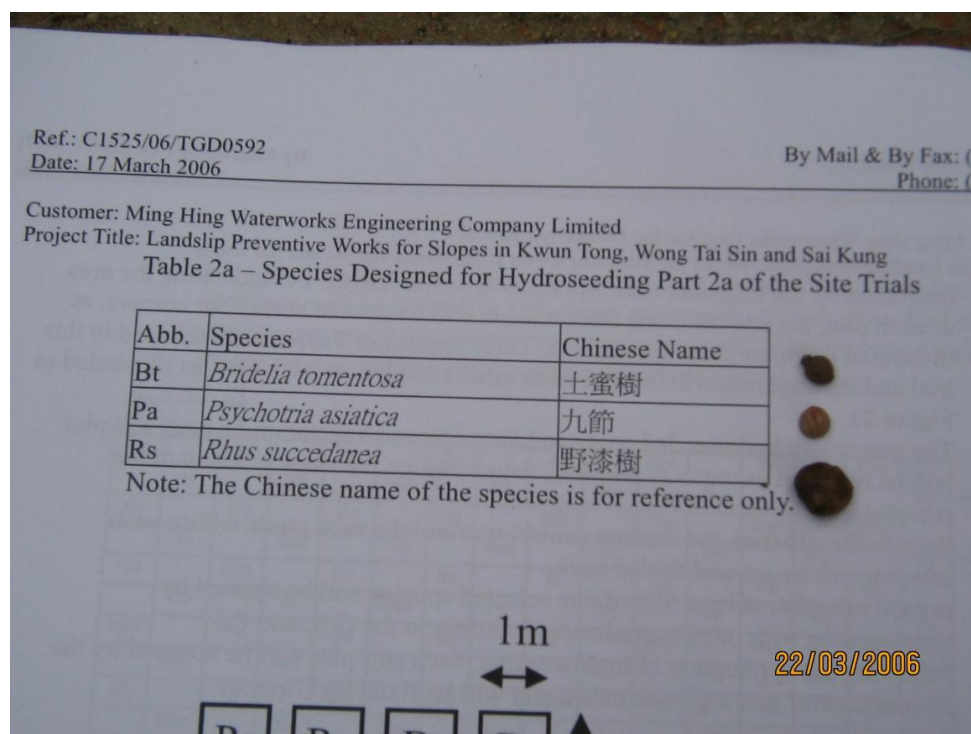 Ref.: C1525/06/TGD0592
By Mail & By Fax: (
Date: 17 March 2006
Phone: (
Customer: Ming Hing Waterworks Engineering Company Limited
Project Title: Landslip Preventive Works for Slopes in Kwun Tong, Wong Tai Sin and Sai Kung
Table 2a – Species Designed for Hydroseeding Part 2a of the Site Trials
Abb. Species Chinese Name
Bt Bridelia tomentosa 土蜜樹
Pa Psychotria asiatica 九節
Rs Rhus succedanea 野漆樹
Note: The Chinese name of the species is for reference only.
1m
22/03/2006